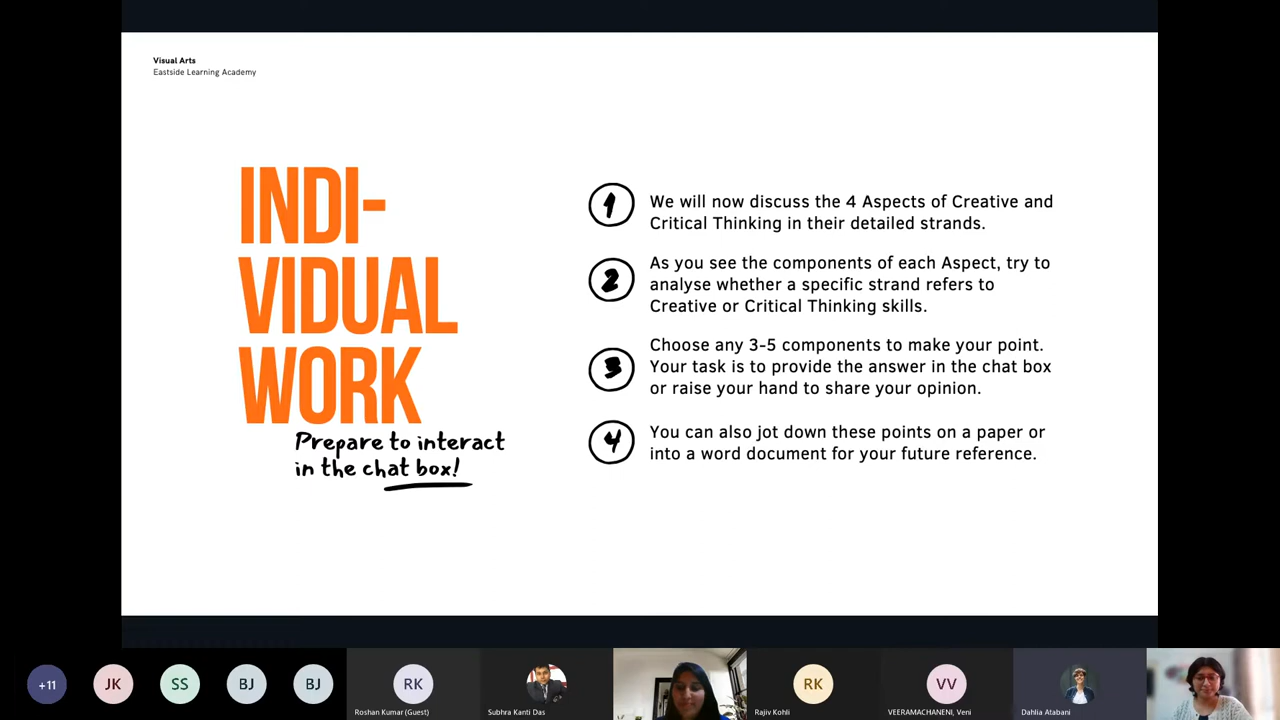 Visual Arts
Eastside Learning Academy
INDI-
VIDUAL
WORK
Prepare to interact
in the chat box!
1
We will now discuss the 4 Aspects of Creative and
Critical Thinking in their detailed strands.
2
As you see the components of each Aspect, try to
analyse whether a specific strand refers to
Creative or Critical Thinking skills.
3
Choose any 3-5 components to make your point.
Your task is to provide the answer in the chat box
or raise your hand to share your opinion.
4
You can also jot down these points on a paper or
into a word document for your future reference.
+11
JK
SS
BJ
BJ
RK
Roshan Kumar (Guest)
Subhra Kanti Das
RK
Rajiv Kohli
VV
VEERAMACHANENI, Veni
Dahlia Atabani